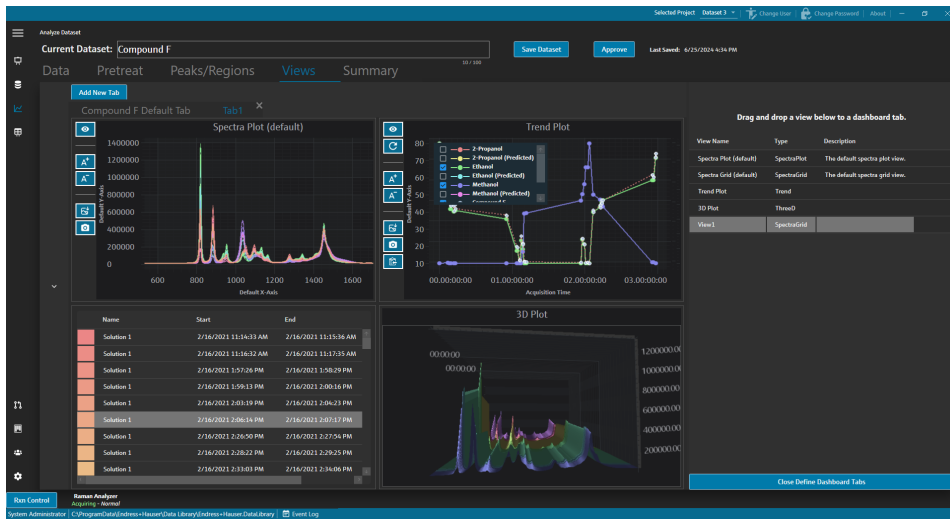 Selected Project Dataset 3 Change User Change Password About
Analyze Dataset
Current Dataset: Compound F Save Dataset Approve Last Saved: 6/25/2024 4:34 PM
10 / 100
Data Pretreat Peaks/Regions Views Summary
Add New Tab
Compound F Default Tab Tab1 X
Drag and drop a view below to a dashboard tab.
View Name Type Description
Spectra Plot (default) SpectraPlot The default spectra plot view.
Spectra Grid (default) SpectraGrid The default spectra grid view.
Trend Plot Trend
3D Plot ThreeD
View1 SpectraGrid
Spectra Plot (default)
A+
A-
Default Y-Axis
1400000
1200000
1000000
800000
600000
400000
200000
0
600 800 1000 1200 1400 1600
Default X-Axis
Trend Plot
A+
A-
Default Y-Axis
80
70
60
50
40
30
20
10
2-Propanol
2-Propanol (Predicted)
Ethanol
Ethanol (Predicted)
Methanol
Methanol (Predicted)
00.00:00:00 01.00:00:00 02.00:00:00 03.00:00:00
Acquisition Time
Name Start End
Solution 1 2/16/2021 11:14:33 AM 2/16/2021 11:15:36 AM
Solution 1 2/16/2021 11:16:32 AM 2/16/2021 11:17:35 AM
Solution 1 2/16/2021 1:57:26 PM 2/16/2021 1:58:29 PM
Solution 1 2/16/2021 1:59:13 PM 2/16/2021 2:00:16 PM
Solution 1 2/16/2021 2:03:19 PM 2/16/2021 2:04:23 PM
Solution 1 2/16/2021 2:06:14 PM 2/16/2021 2:07:17 PM
Solution 1 2/16/2021 2:26:50 PM 2/16/2021 2:27:54 PM
Solution 1 2/16/2021 2:28:22 PM 2/16/2021 2:29:25 PM
Solution 1 2/16/2021 2:33:03 PM 2/16/2021 2:34:06 PM
3D Plot
00:00:00
00:00:00
1200000.0
1000000.0
800000.00
600000.00
400000.00
200000.00
Close Define Dashboard Tabs
Rxn Control
Raman Analyzer
Acquiring - Normal
System Administrator C:\ProgramData\Endress+Hauser\Data Library\Endress+Hauser.DataLibrary Event Log